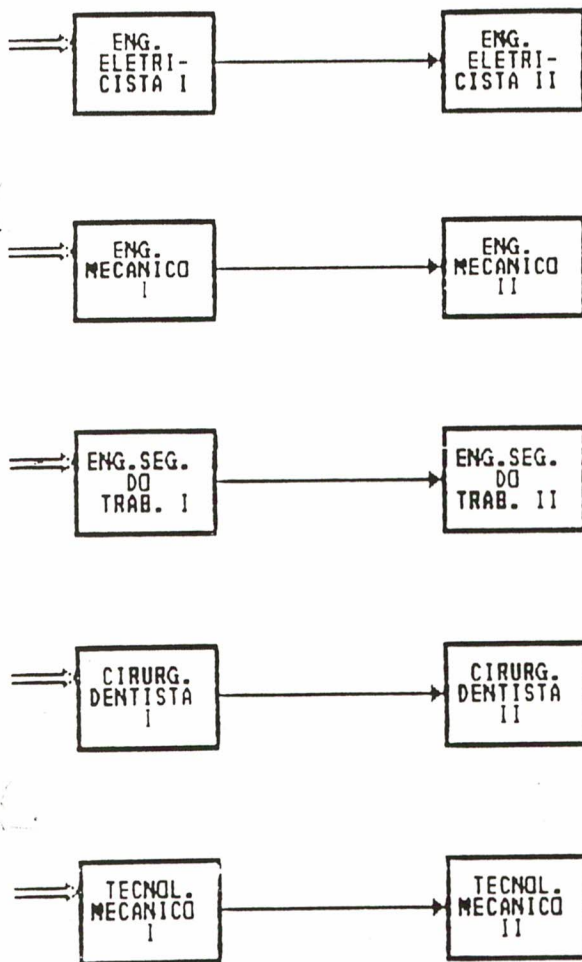 ENG.
ELETRI-
CISTA I
ENG.
ELETRI-
CISTA II
ENG.
MECANICO
I
ENG.
MECANICO
II
ENG.SEG.
DO
TRAB. I
ENG.SEG.
DO
TRAB. II
CIRURG.
DENTISTA
I
CIRURG.
DENTISTA
II
TECNOL.
MECANICO
I
TECNOL.
MECANICO
II